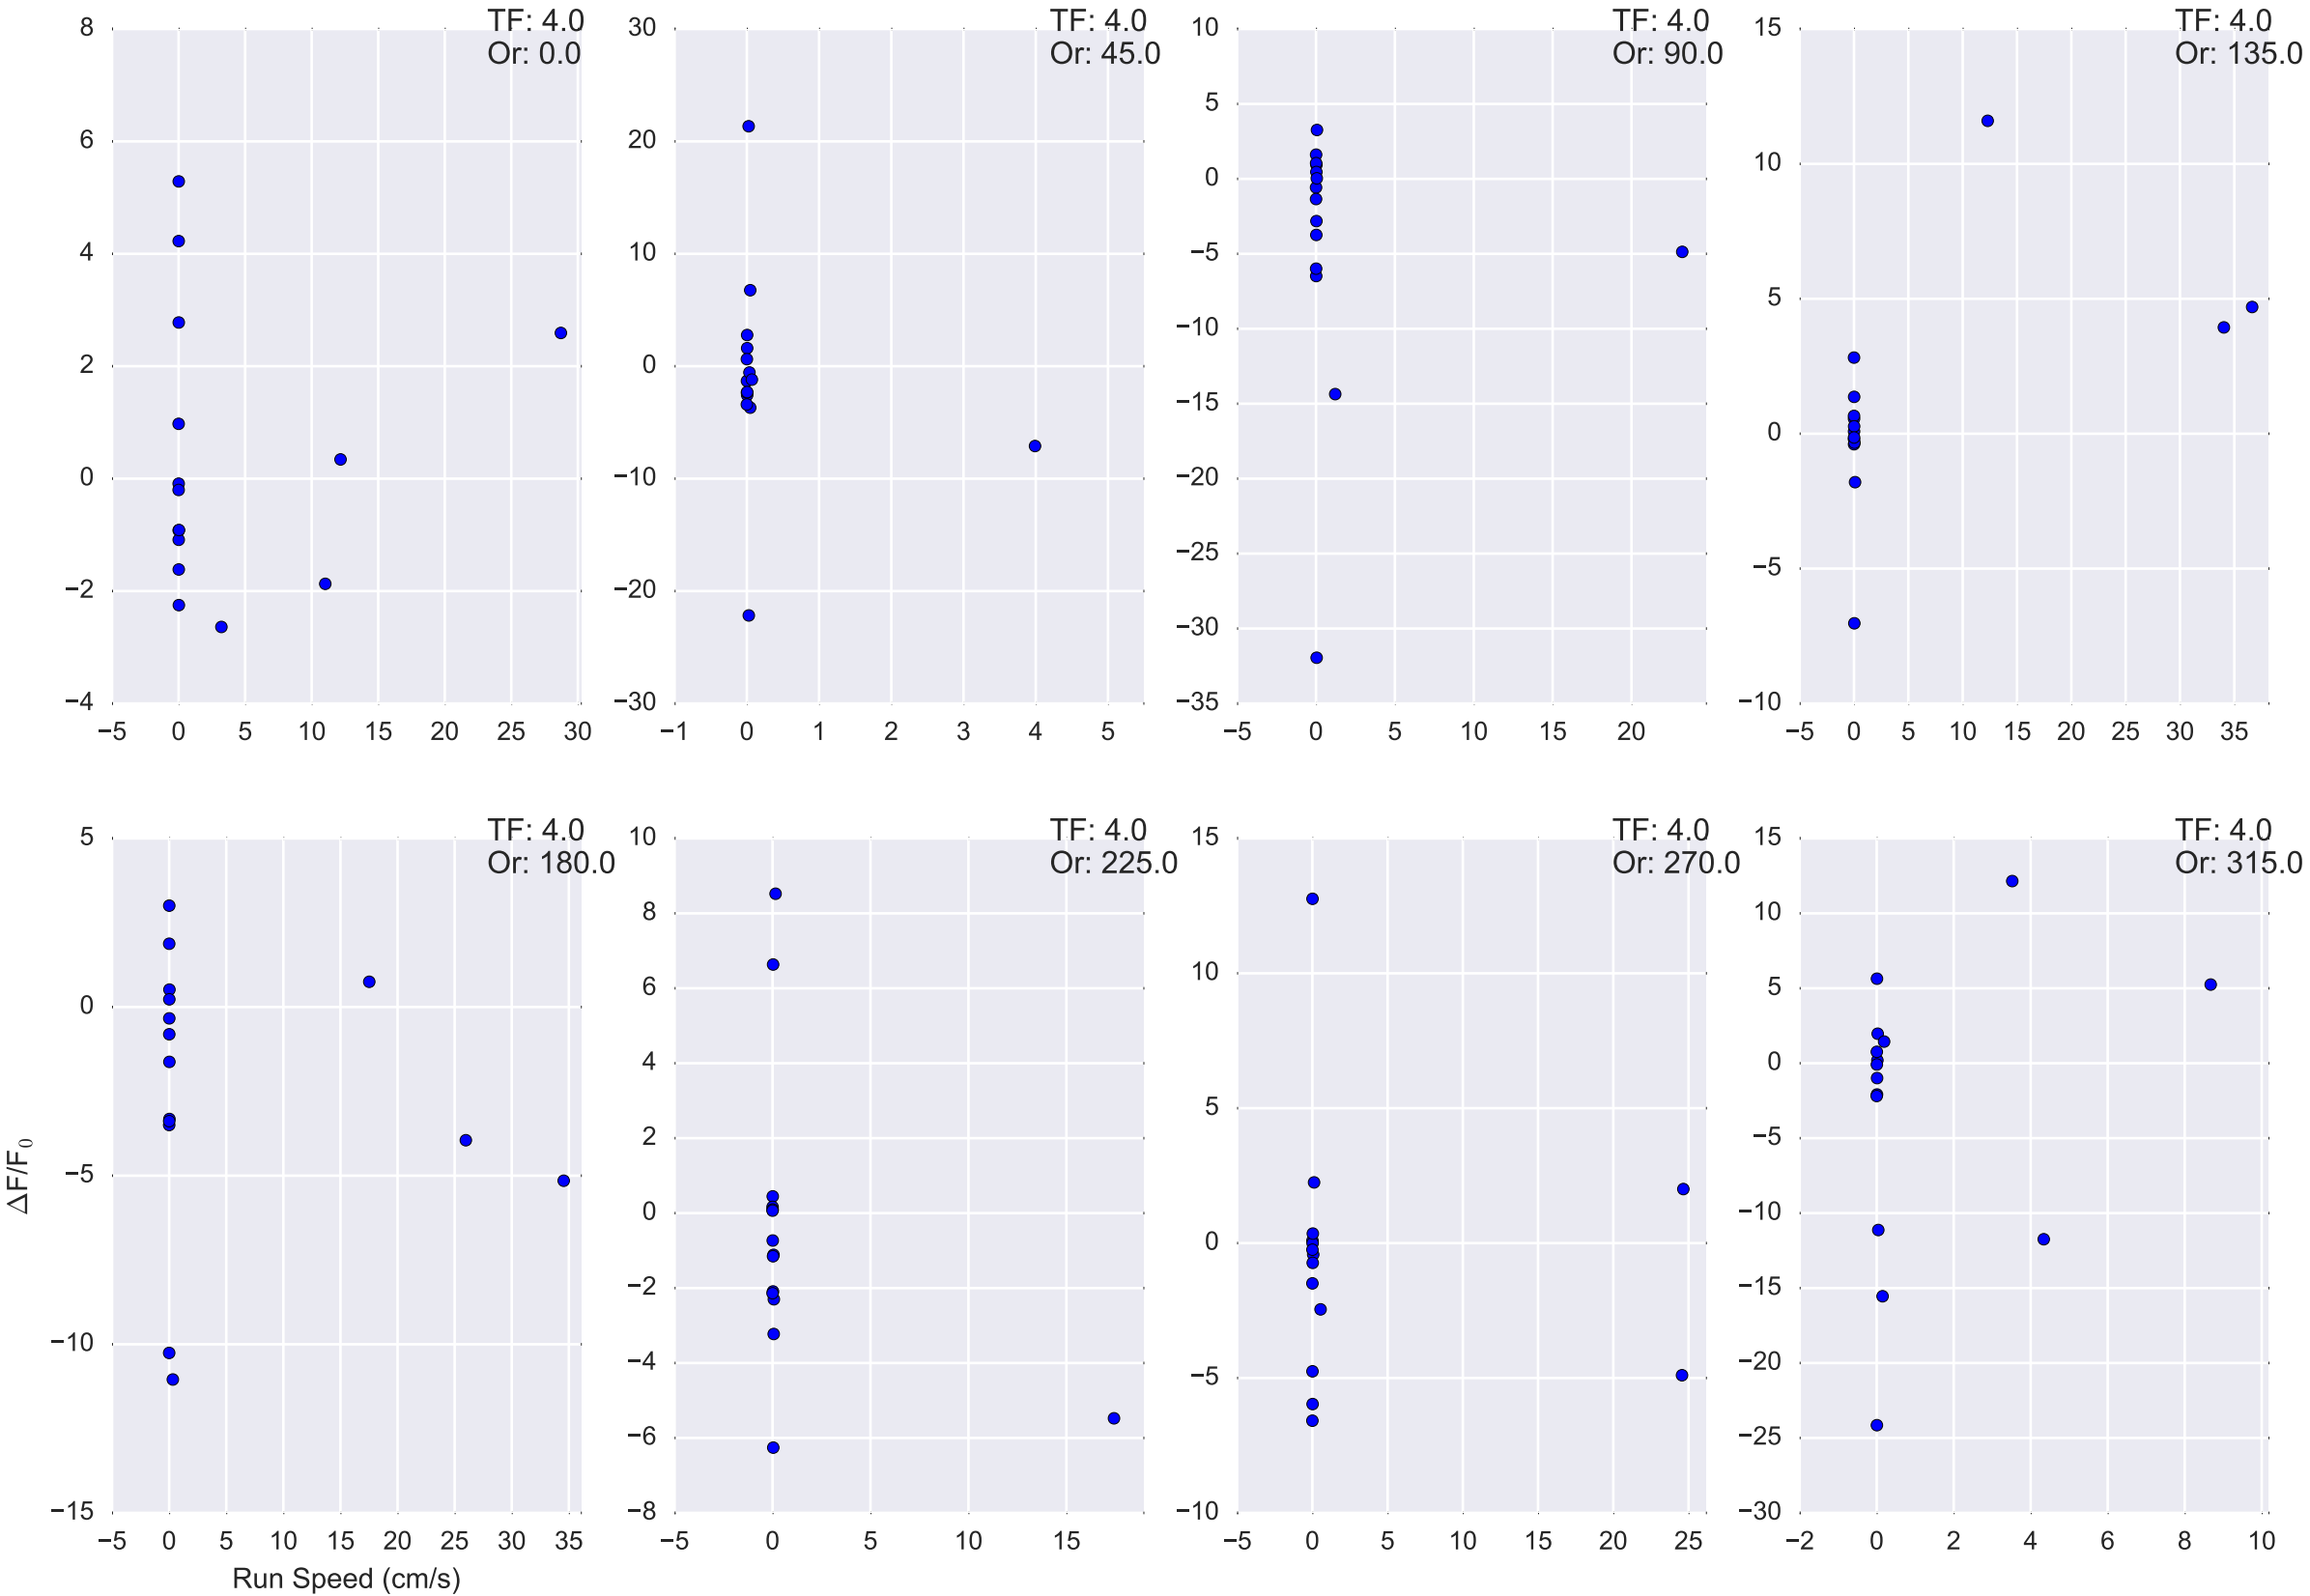 TF: 4.0
Or: 0.0
8
6
4
2
0
−2
−4
−5 0 5 10 15 20 25 30
TF: 4.0
Or: 45.0
30
20
10
0
−10
−20
−30
−1 0 1 2 3 4 5
TF: 4.0
Or: 90.0
10
5
0
−5
−10
−15
−20
−25
−30
−35
−5 0 5 10 15 20
TF: 4.0
Or: 135.0
15
10
5
0
−5
−10
−5 0 5 10 15 20 25 30 35
TF: 4.0
Or: 180.0
5
0
−5
−10
−15
−5 0 5 10 15 20 25 30 35
Run Speed (cm/s)
ΔF/F₀
TF: 4.0
Or: 225.0
10
8
6
4
2
0
−2
−4
−6
−8
−5 0 5 10 15
TF: 4.0
Or: 270.0
15
10
5
0
−5
−10
−5 0 5 10 15 20 25
TF: 4.0
Or: 315.0
15
10
5
0
−5
−10
−15
−20
−25
−30
−2 0 2 4 6 8 10